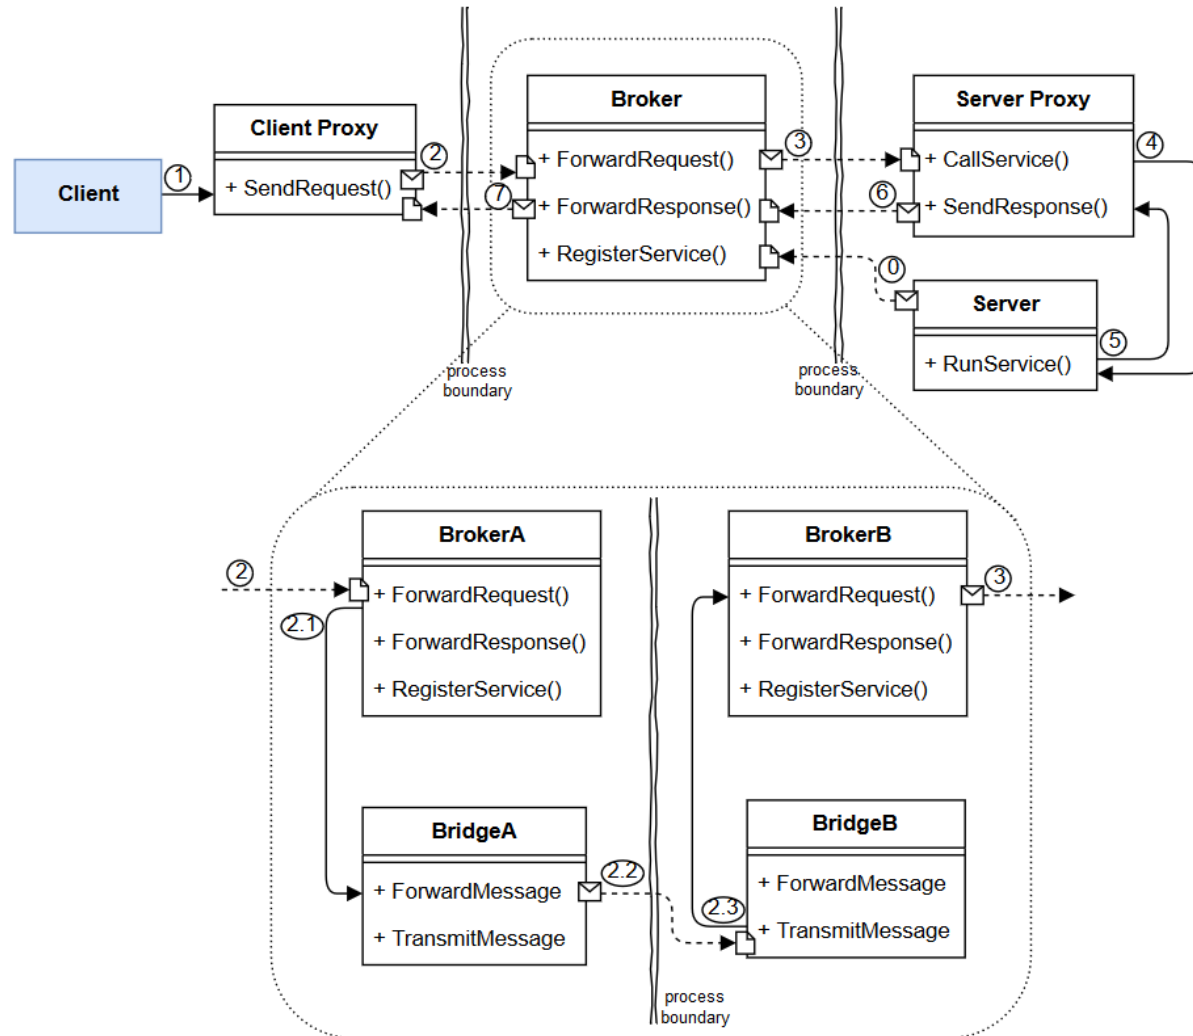 Client
1
Client Proxy
+ SendRequest()
2
7
Broker
+ ForwardRequest()
+ ForwardResponse()
+ RegisterService()
3
6
0
Server Proxy
+ CallService()
+ SendResponse()
4
Server
+ RunService()
5
process
boundary
process
boundary
2
BrokerA
+ ForwardRequest()
+ ForwardResponse()
+ RegisterService()
2.1
BrokerB
+ ForwardRequest()
+ ForwardResponse()
+ RegisterService()
3
BridgeA
+ ForwardMessage
+ TransmitMessage
2.2
BridgeB
+ ForwardMessage
+ TransmitMessage
2.3
process
boundary